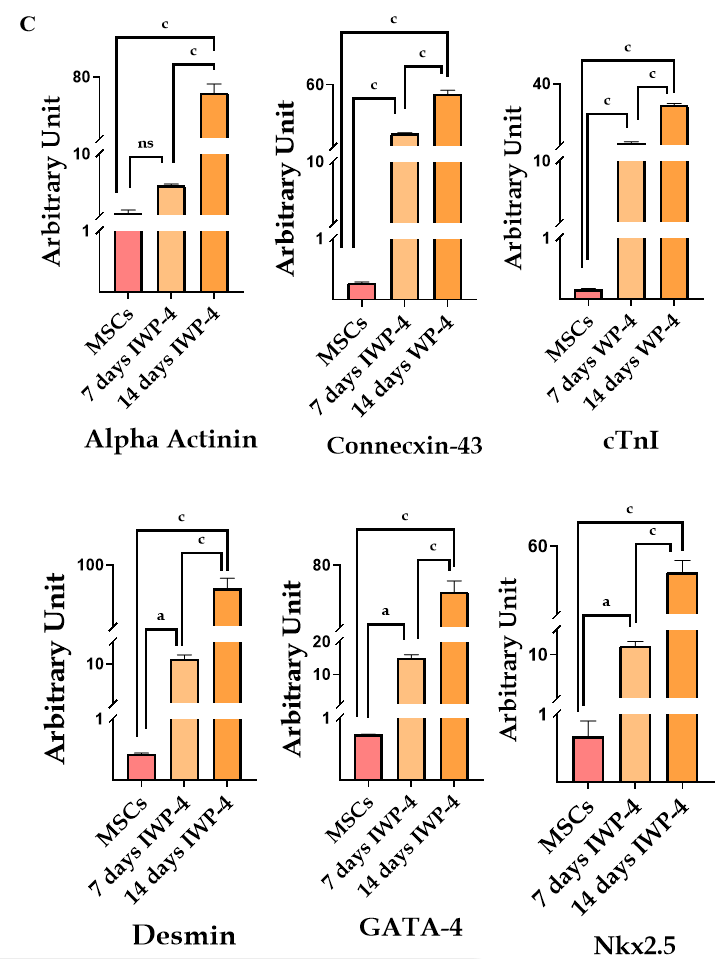 C
c
c
ns
80
10
1
Arbitrary Unit
MSCs
7 days IWP-4
14 days IWP-4
Alpha Actinin
c
c
c
60
10
1
Arbitrary Unit
MSCs
7 days IWP-4
14 days WP-4
Connecxin-43
c
c
c
40
10
1
Arbitrary Unit
MSCs
7 days WP-4
14 days WP-4
cTnI
c
c
a
100
10
1
Arbitrary Unit
MSCs
7 days IWP-4
14 days IWP-4
Desmin
c
c
a
80
20
10
1
Arbitrary Unit
MSCs
7 days IWP-4
14 days IWP-4
GATA-4
c
c
a
60
10
1
Arbitrary Unit
MSCs
7 days IWP-4
14 days IWP-4
Nkx2.5